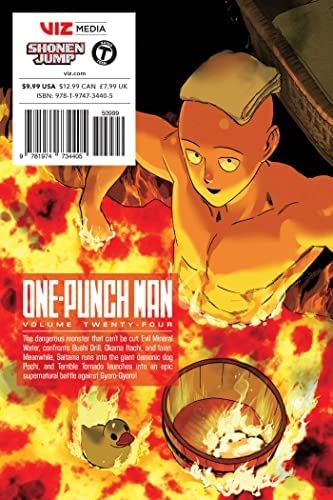 VIZ MEDIA
SHONEN JUMP
T
viz.com
$9.99 USA $12.99 CAN £7.99 UK
ISBN: 978-1-9747-3440-5
50999
9 781974 734405
ONE-PUNCH MAN
VOLUME TWENTY-FOUR
The dangerous monster that can't be cut, Evil Mineral
Water, confronts Bushi Drill, Okama Itachi, and Iaian.
Meanwhile, Saitama runs into the giant demonic dog
Pochi, and Terrible Tornado launches into an epic
supernatural battle against Gyoro-Gyoro!